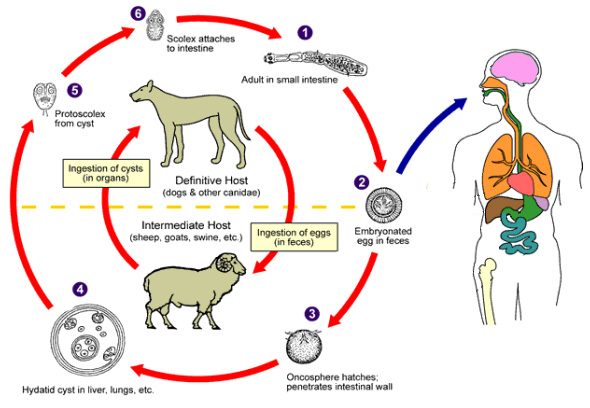 6
Scolex attaches
to intestine
1
Adult in small intestine
5
Protoscolex
from cyst
Ingestion of cysts
(in organs)
Definitive Host
(dogs & other canidae)
2
Embryonated
egg in feces
Intermediate Host
(sheep, goats, swine, etc.)
Ingestion of eggs
(in feces)
4
Hydatid cyst in liver, lungs, etc.
3
Oncosphere hatches;
penetrates intestinal wall